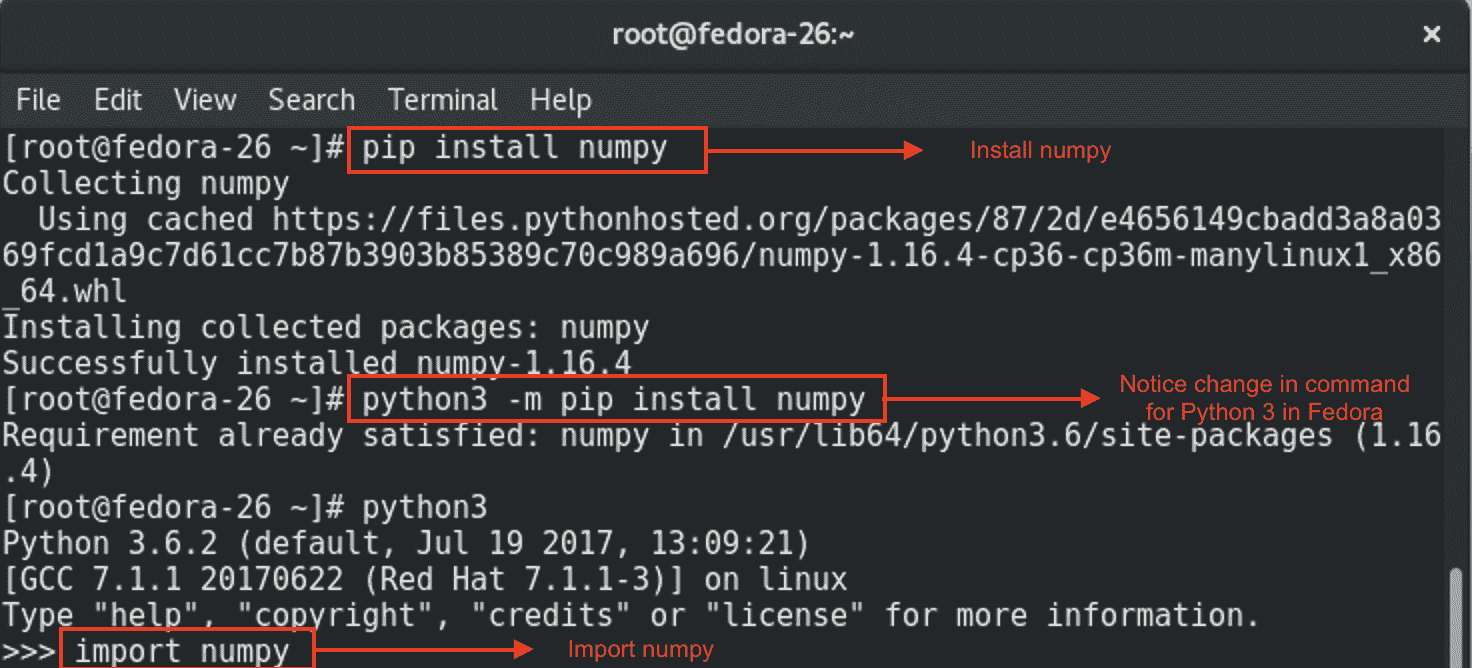 root@fedora-26:~ ×
File Edit View Search Terminal Help
[root@fedora-26 ~]# pip install numpy Install numpy
Collecting numpy
  Using cached https://files.pythonhosted.org/packages/87/2d/e4656149cbadd3a8a03
69fcd1a9c7d61cc7b87b3903b85389c70c989a696/numpy-1.16.4-cp36-cp36m-manylinux1_x86
_64.whl
Installing collected packages: numpy
Successfully installed numpy-1.16.4
[root@fedora-26 ~]# python3 -m pip install numpy Notice change in command
for Python 3 in Fedora
Requirement already satisfied: numpy in /usr/lib64/python3.6/site-packages (1.16
.4)
[root@fedora-26 ~]# python3
Python 3.6.2 (default, Jul 19 2017, 13:09:21)
[GCC 7.1.1 20170622 (Red Hat 7.1.1-3)] on linux
Type "help", "copyright", "credits" or "license" for more information.
>>> import numpy Import numpy